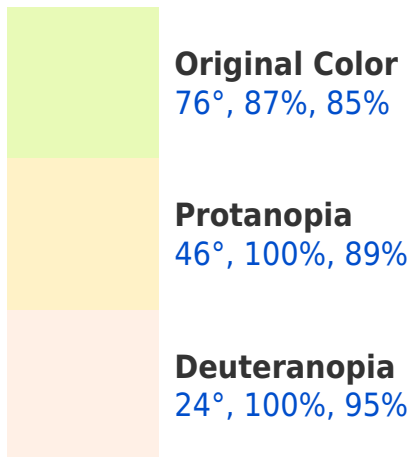 Original Color
76°, 87%, 85%
Protanopia
46°, 100%, 89%
Deuteranopia
24°, 100%, 95%